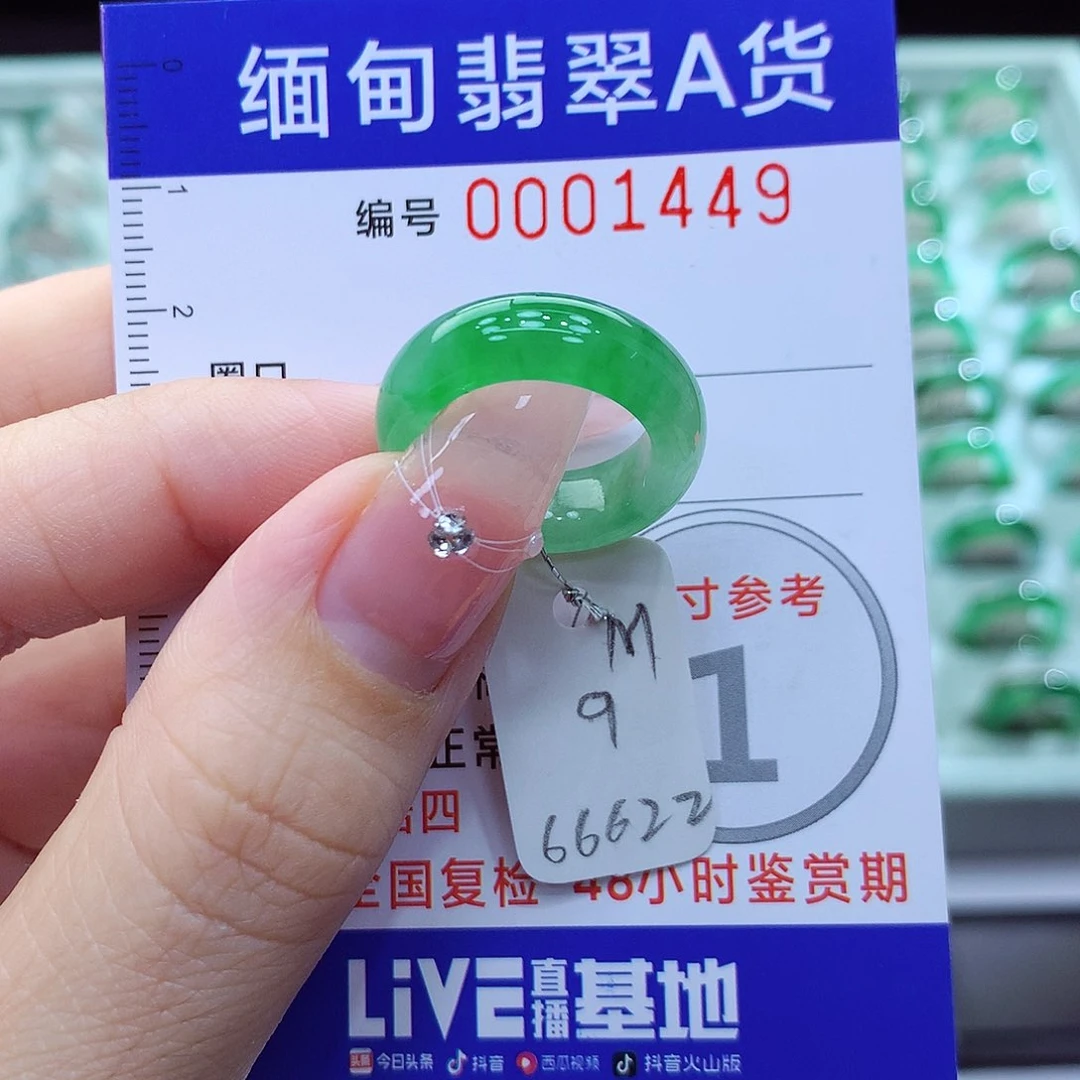 缅甸翡翠A货
0
1
编号 0001449
2
圈口
寸参考
M
1
9
正常
66622
四
全国复检 48小时鉴赏期
LiVE直播基地
头条 今日头条 抖音 西瓜视频 抖音火山版